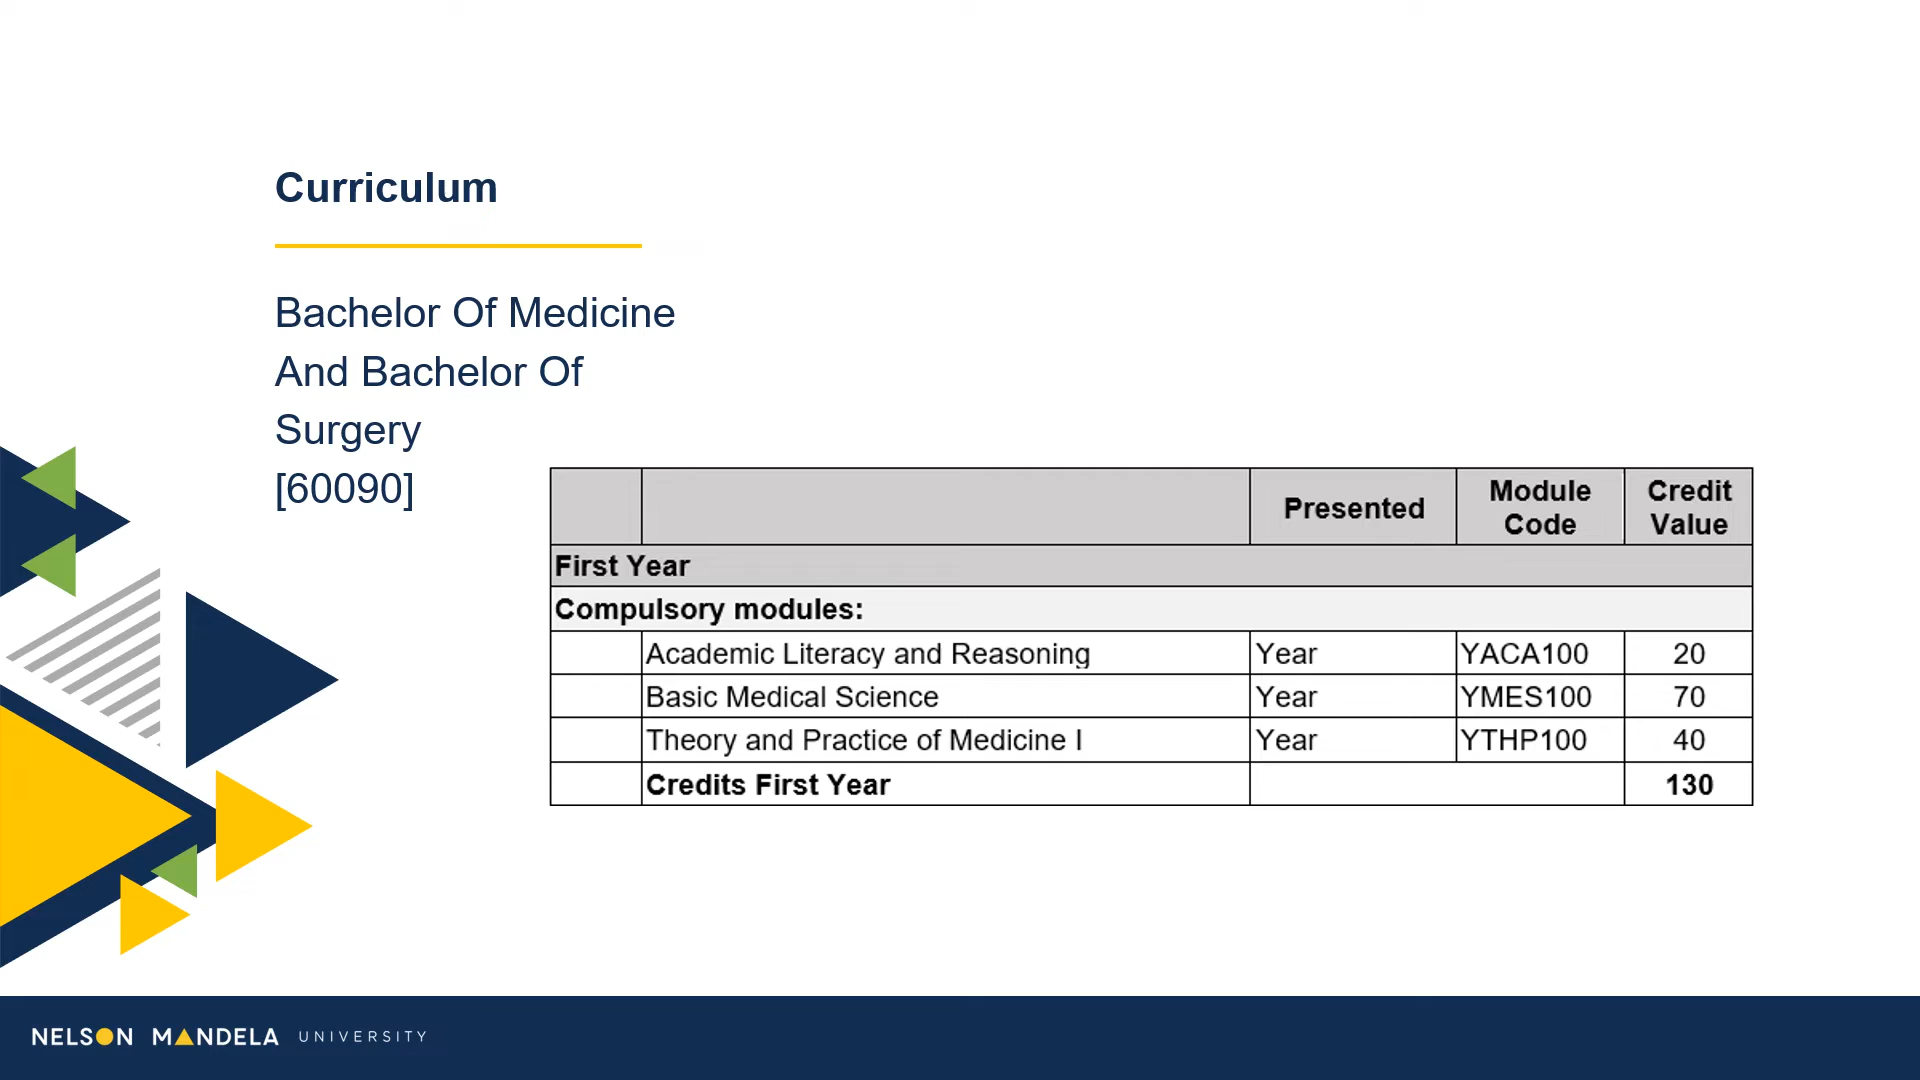 Curriculum
Bachelor Of Medicine
And Bachelor Of
Surgery
[60090]
Presented Module Code Credit Value
First Year
Compulsory modules:
Academic Literacy and Reasoning Year YACA100 20
Basic Medical Science Year YMES100 70
Theory and Practice of Medicine I Year YTHP100 40
Credits First Year 130
NELSON MANDELA UNIVERSITY